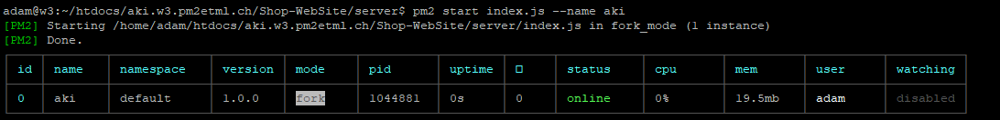 adam@w3:~/htdocs/aki.w3.pm2etml.ch/Shop-WebSite/server$ pm2 start index.js --name aki
[PM2] Starting /home/adam/htdocs/aki.w3.pm2etml.ch/Shop-WebSite/server/index.js in fork_mode (1 instance)
[PM2] Done.
id name namespace version mode pid uptime □ status cpu mem user watching
0 aki default 1.0.0 fork 1044881 0s 0 online 0% 19.5mb adam disabled